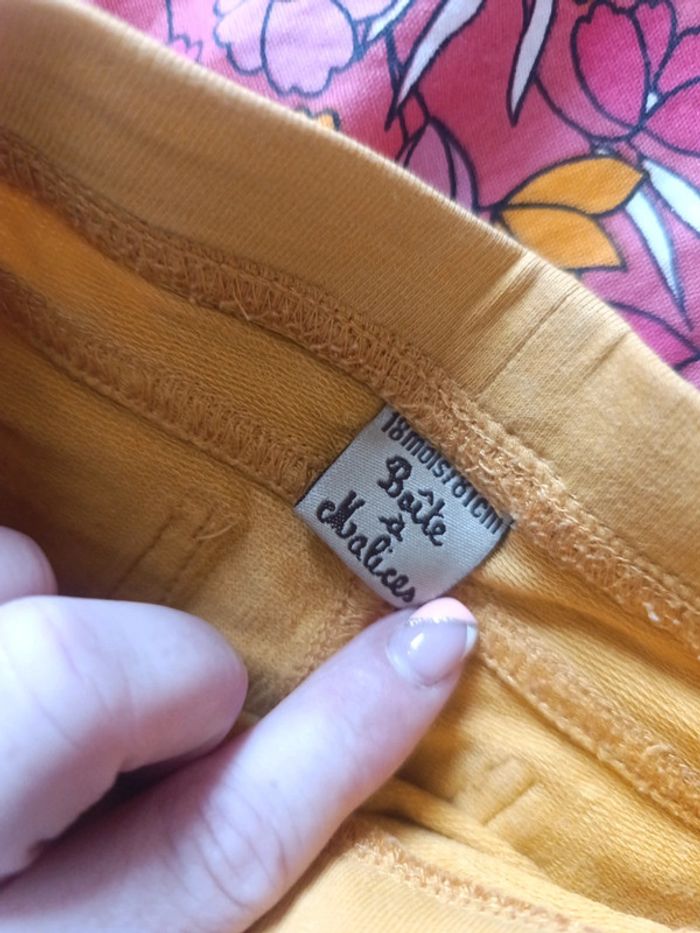 18mois/81cm
Boîte
à
Malices